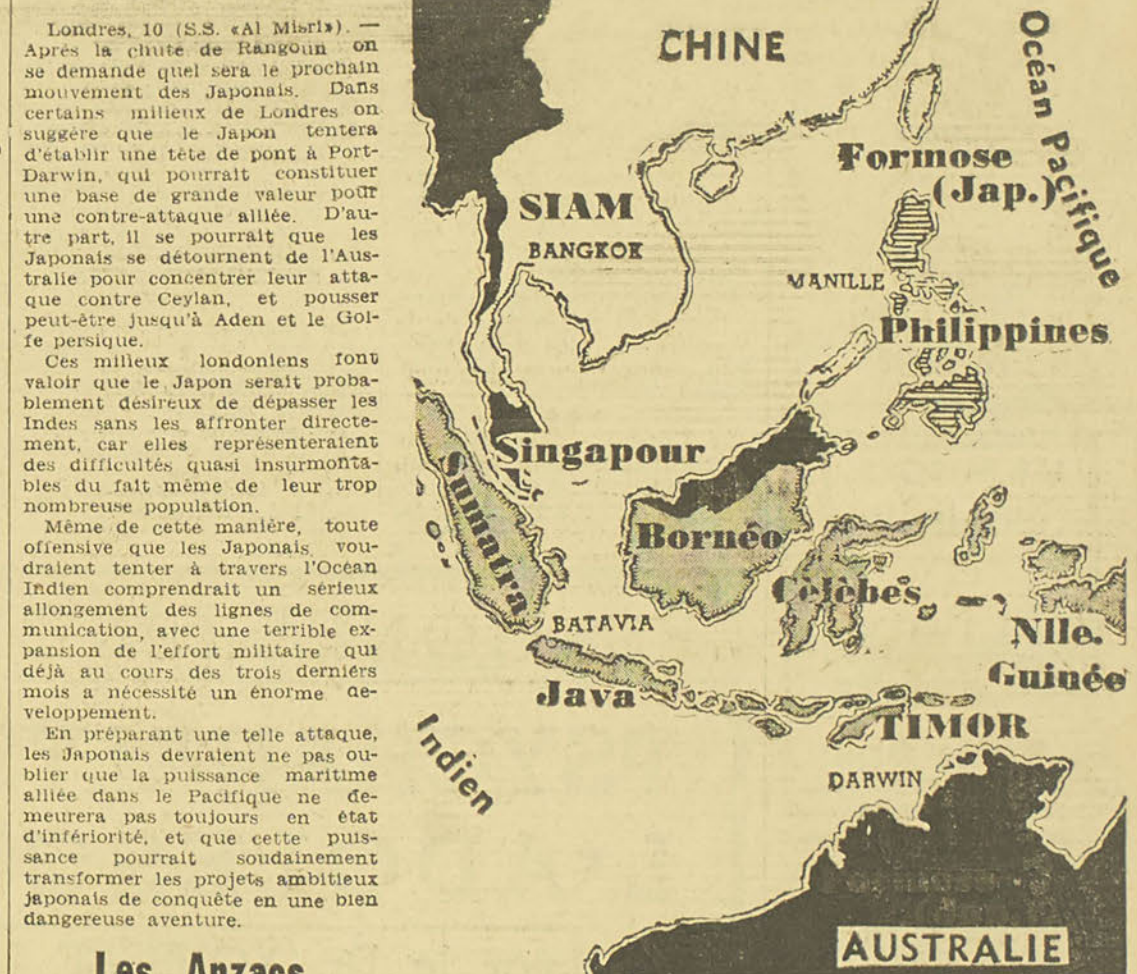 Londres, 10 (S.S. «Al Misri»). —
Après la chute de Rangoun on
se demande quel sera le prochain
mouvement des Japonais. Dans
certains milieux de Londres on
suggère que le Japon tentera
d'établir une tête de pont à Port-
Darwin, qui pourrait constituer
une base de grande valeur pour
une contre-attaque alliée. D'au-
tre part, il se pourrait que les
Japonais se détournent de l'Aus-
tralie pour concentrer leur atta-
que contre Ceylan, et pousser
peut-être jusqu'à Aden et le Gol-
fe persique.
Ces milieux londoniens font
valoir que le Japon serait proba-
blement désireux de dépasser les
Indes sans les affronter directe-
ment, car elles représenteraient
des difficultés quasi insurmonta-
bles du fait même de leur trop
nombreuse population.
Même de cette manière, toute
offensive que les Japonais vou-
draient tenter à travers l'Océan
Indien comprendrait un sérieux
allongement des lignes de com-
munication, avec une terrible ex-
pansion de l'effort militaire qui
déjà au cours des trois derniérs
mois a nécessité un énorme de-
veloppement.
En préparant une telle attaque,
les Japonais devraient ne pas ou-
blier que la puissance maritime
alliée dans le Pacifique ne de-
meurera pas toujours en état
d'infériorité, et que cette puis-
sance pourrait soudainement
transformer les projets ambitieux
japonais de conquête en une bien
dangereuse aventure.
Les Anzacs
CHINE
Océan Pacifique
Formose
(Jap.)
SIAM
BANGKOK
MANILLE
Philippines
Singapour
Sumatra
Bornéo
Célèbes
BATAVIA
Nlle.
Guinée
Java
TIMOR
Indien
DARWIN
AUSTRALIE